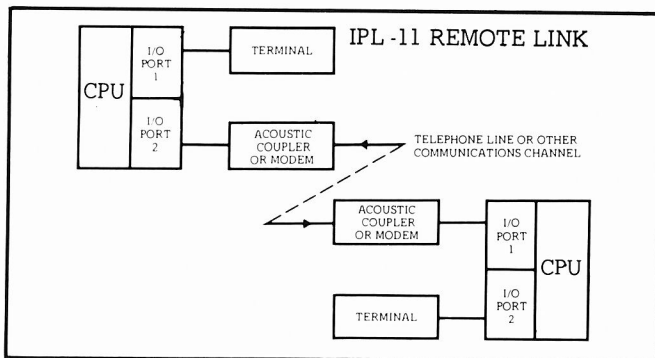 IPL -11 REMOTE LINK
CPU
I/O
PORT
1
TERMINAL
I/O
PORT
2
ACOUSTIC
COUPLER
OR MODEM
TELEPHONE LINE OR OTHER
COMMUNICATIONS CHANNEL
ACOUSTIC
COUPLER
OR MODEM
I/O
PORT
1
CPU
TERMINAL
I/O
PORT
2